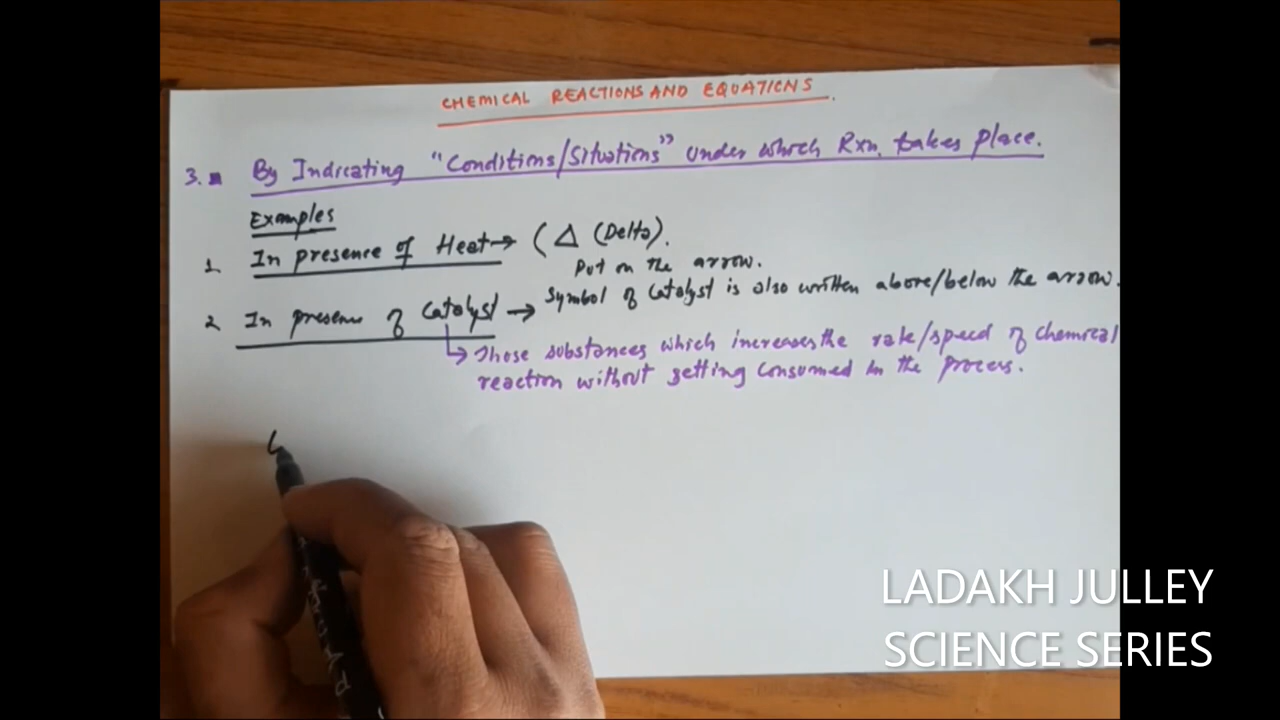 CHEMICAL REACTIONS AND EQUATIONS.
3. By Indicating "Conditions/Situations" under which Rxn. takes place.
Examples
1. In presence of Heat → ( Δ (Delta).
Put on the arrow.
2. In presence of Catalyst → Symbol of Catalyst is also written above/below the arrow.
↳ Those substances which increases the rate/speed of chemical
reaction without getting consumed in the process.
LADAKH JULLEY
SCIENCE SERIES